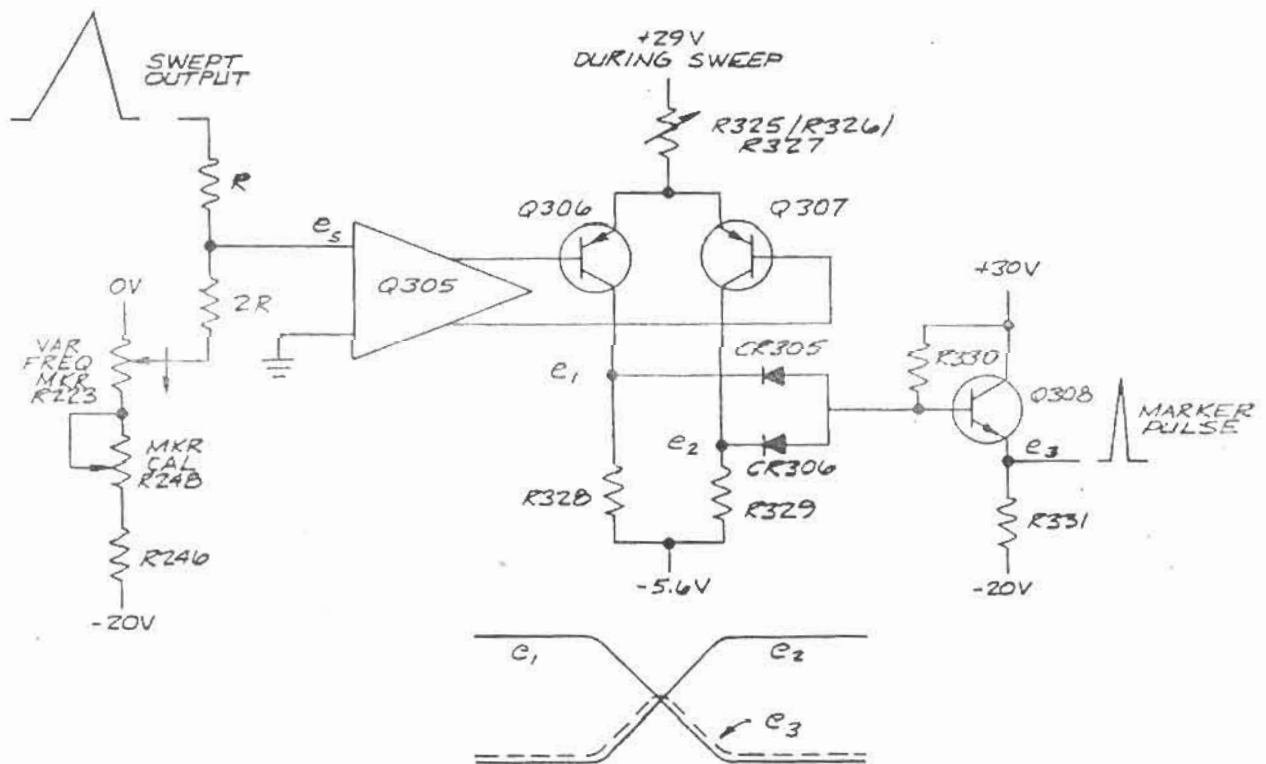 SWEPT
OUTPUT
+29V
DURING SWEEP
R325/R326/
R327
R
Q306
Q307
es
Q305
+30V
0V
2R
VAR
FREQ
MKR
R223
CR305
R330
Q308
e1
MARKER
PULSE
e2
CR306
e3
MKR
CAL
R248
R328
R329
R331
R246
-5.6V
-20V
-20V
e1
e2
e3